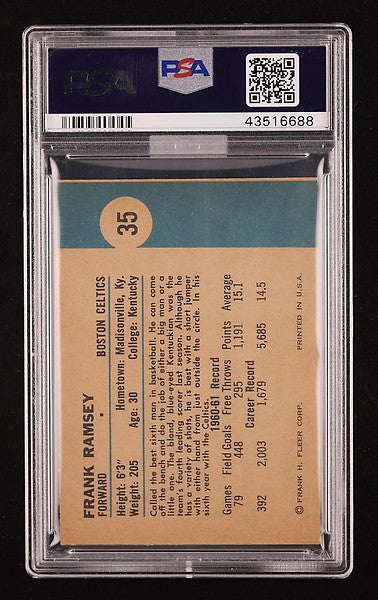 PSA
PSA
43516688
35
FRANK RAMSEY
FORWARD • BOSTON CELTICS
Height: 6'3" Hometown: Madisonville, Ky.
Weight: 205 Age: 30 College: Kentucky
Called the best sixth man in basketball. He can come
off the bench and do the job of either a big man or a
little one. The blond, blue-eyed Kentuckian was the
team's fourth leading scorer last season. Although he
has a variety of shots, he is best with a short jumper
with either hand from just outside the circle. In his
sixth year with the Celtics.
1960-61 Record
Games Field Goals Free Throws Points Average
79 448 295 1,191 15.1
Career Record
392 2,003 1,679 5,685 14.5
© FRANK H. FLEER CORP. PRINTED IN U.S.A.